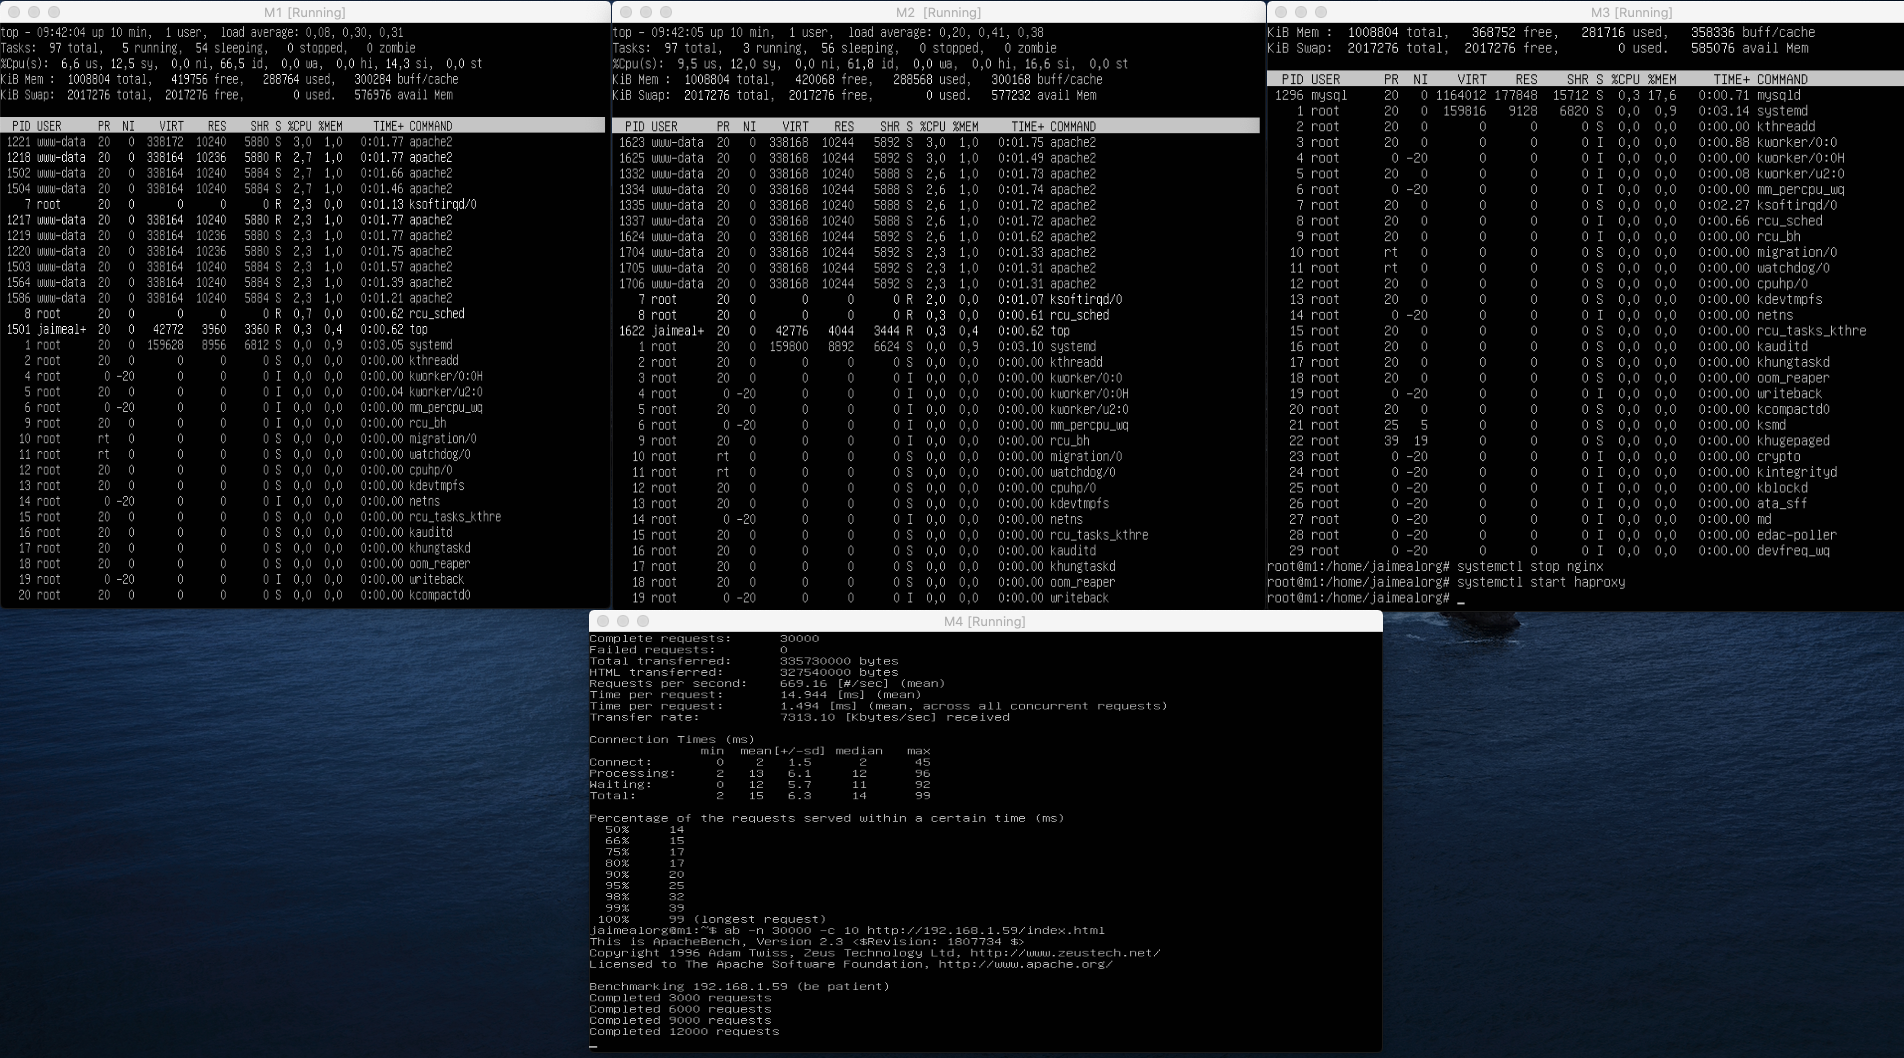 M1 [Running]
top - 09:42:04 up 10 min,  1 user,  load average: 0,08, 0,30, 0,31
Tasks:  97 total,   5 running,  54 sleeping,   0 stopped,   0 zombie
%Cpu(s):  6,6 us, 12,5 sy,  0,0 ni, 66,5 id,  0,0 wa,  0,0 hi, 14,3 si,  0,0 st
KiB Mem :  1008804 total,   419756 free,   288764 used,   300284 buff/cache
KiB Swap:  2017276 total,  2017276 free,        0 used.   576976 avail Mem
PID USER PR NI VIRT RES SHR S %CPU %MEM TIME+ COMMAND
1221 www-data 20 0 338172 10240 5880 S 3,0 1,0 0:01.77 apache2
1218 www-data 20 0 338164 10236 5880 R 2,7 1,0 0:01.77 apache2
1502 www-data 20 0 338164 10240 5884 S 2,7 1,0 0:01.66 apache2
1504 www-data 20 0 338164 10240 5884 S 2,7 1,0 0:01.46 apache2
7 root 20 0 0 0 0 R 2,3 0,0 0:01.13 ksoftirqd/0
1217 www-data 20 0 338164 10240 5880 R 2,3 1,0 0:01.77 apache2
1219 www-data 20 0 338164 10236 5880 S 2,3 1,0 0:01.77 apache2
1220 www-data 20 0 338164 10236 5880 S 2,3 1,0 0:01.75 apache2
1503 www-data 20 0 338164 10240 5884 S 2,3 1,0 0:01.57 apache2
1564 www-data 20 0 338164 10240 5884 S 2,3 1,0 0:01.39 apache2
1586 www-data 20 0 338164 10240 5884 S 2,3 1,0 0:01.21 apache2
8 root 20 0 0 0 0 R 0,7 0,0 0:00.62 rcu_sched
1501 jaimeal+ 20 0 42772 3960 3360 R 0,3 0,4 0:00.62 top
1 root 20 0 159628 8956 6812 S 0,0 0,9 0:03.05 systemd
2 root 20 0 0 0 0 S 0,0 0,0 0:00.00 kthreadd
4 root 0 -20 0 0 0 I 0,0 0,0 0:00.00 kworker/0:0H
5 root 20 0 0 0 0 I 0,0 0,0 0:00.04 kworker/u2:0
6 root 0 -20 0 0 0 I 0,0 0,0 0:00.00 mm_percpu_wq
9 root 20 0 0 0 0 I 0,0 0,0 0:00.00 rcu_bh
10 root rt 0 0 0 0 S 0,0 0,0 0:00.00 migration/0
11 root rt 0 0 0 0 S 0,0 0,0 0:00.00 watchdog/0
12 root 20 0 0 0 0 S 0,0 0,0 0:00.00 cpuhp/0
13 root 20 0 0 0 0 S 0,0 0,0 0:00.00 kdevtmpfs
14 root 0 -20 0 0 0 I 0,0 0,0 0:00.00 netns
15 root 20 0 0 0 0 S 0,0 0,0 0:00.00 rcu_tasks_kthre
16 root 20 0 0 0 0 S 0,0 0,0 0:00.00 kauditd
17 root 20 0 0 0 0 S 0,0 0,0 0:00.00 khungtaskd
18 root 20 0 0 0 0 S 0,0 0,0 0:00.00 oom_reaper
19 root 0 -20 0 0 0 I 0,0 0,0 0:00.00 writeback
20 root 20 0 0 0 0 S 0,0 0,0 0:00.00 kcompactd0
M2 [Running]
top - 09:42:05 up 10 min,  1 user,  load average: 0,20, 0,41, 0,38
Tasks:  97 total,   3 running,  56 sleeping,   0 stopped,   0 zombie
%Cpu(s):  9,5 us, 12,0 sy,  0,0 ni, 61,8 id,  0,0 wa,  0,0 hi, 16,6 si,  0,0 st
KiB Mem :  1008804 total,   420068 free,   288568 used,   300168 buff/cache
KiB Swap:  2017276 total,  2017276 free,        0 used.   577232 avail Mem
PID USER PR NI VIRT RES SHR S %CPU %MEM TIME+ COMMAND
1623 www-data 20 0 338168 10244 5892 S 3,0 1,0 0:01.75 apache2
1625 www-data 20 0 338168 10244 5892 S 3,0 1,0 0:01.49 apache2
1332 www-data 20 0 338168 10240 5888 S 2,6 1,0 0:01.73 apache2
1334 www-data 20 0 338168 10240 5888 S 2,6 1,0 0:01.74 apache2
1335 www-data 20 0 338168 10244 5888 S 2,6 1,0 0:01.72 apache2
1337 www-data 20 0 338168 10240 5888 S 2,6 1,0 0:01.72 apache2
1624 www-data 20 0 338168 10244 5892 S 2,6 1,0 0:01.62 apache2
1704 www-data 20 0 338168 10244 5892 S 2,3 1,0 0:01.33 apache2
1705 www-data 20 0 338168 10244 5892 S 2,3 1,0 0:01.31 apache2
1706 www-data 20 0 338168 10244 5892 S 2,3 1,0 0:01.31 apache2
7 root 20 0 0 0 0 R 2,0 0,0 0:01.07 ksoftirqd/0
8 root 20 0 0 0 0 R 0,3 0,0 0:00.61 rcu_sched
1622 jaimeal+ 20 0 42776 4044 3444 R 0,3 0,4 0:00.62 top
1 root 20 0 159800 8892 6624 S 0,0 0,9 0:03.10 systemd
2 root 20 0 0 0 0 S 0,0 0,0 0:00.00 kthreadd
3 root 20 0 0 0 0 I 0,0 0,0 0:00.00 kworker/0:0
4 root 0 -20 0 0 0 I 0,0 0,0 0:00.00 kworker/0:0H
5 root 20 0 0 0 0 I 0,0 0,0 0:00.00 kworker/u2:0
6 root 0 -20 0 0 0 I 0,0 0,0 0:00.00 mm_percpu_wq
9 root 20 0 0 0 0 I 0,0 0,0 0:00.00 rcu_bh
10 root rt 0 0 0 0 S 0,0 0,0 0:00.00 migration/0
11 root rt 0 0 0 0 S 0,0 0,0 0:00.00 watchdog/0
12 root 20 0 0 0 0 S 0,0 0,0 0:00.00 cpuhp/0
13 root 20 0 0 0 0 S 0,0 0,0 0:00.00 kdevtmpfs
14 root 0 -20 0 0 0 I 0,0 0,0 0:00.00 netns
15 root 20 0 0 0 0 S 0,0 0,0 0:00.00 rcu_tasks_kthre
16 root 20 0 0 0 0 S 0,0 0,0 0:00.00 kauditd
17 root 20 0 0 0 0 S 0,0 0,0 0:00.00 khungtaskd
18 root 20 0 0 0 0 S 0,0 0,0 0:00.00 oom_reaper
19 root 0 -20 0 0 0 I 0,0 0,0 0:00.00 writeback
M3 [Running]
KiB Mem :  1008804 total,   368752 free,   281716 used,   358336 buff/cache
KiB Swap:  2017276 total,  2017276 free,        0 used.   585076 avail Mem
PID USER PR NI VIRT RES SHR S %CPU %MEM TIME+ COMMAND
1296 mysql 20 0 1164012 177848 15712 S 0,3 17,6 0:00.71 mysqld
1 root 20 0 159816 9128 6820 S 0,0 0,9 0:03.14 systemd
2 root 20 0 0 0 0 S 0,0 0,0 0:00.00 kthreadd
3 root 20 0 0 0 0 I 0,0 0,0 0:00.88 kworker/0:0
4 root 0 -20 0 0 0 I 0,0 0,0 0:00.00 kworker/0:0H
5 root 20 0 0 0 0 I 0,0 0,0 0:00.08 kworker/u2:0
6 root 0 -20 0 0 0 I 0,0 0,0 0:00.00 mm_percpu_wq
7 root 20 0 0 0 0 S 0,0 0,0 0:02.27 ksoftirqd/0
8 root 20 0 0 0 0 I 0,0 0,0 0:00.66 rcu_sched
9 root 20 0 0 0 0 I 0,0 0,0 0:00.00 rcu_bh
10 root rt 0 0 0 0 S 0,0 0,0 0:00.00 migration/0
11 root rt 0 0 0 0 S 0,0 0,0 0:00.00 watchdog/0
12 root 20 0 0 0 0 S 0,0 0,0 0:00.00 cpuhp/0
13 root 20 0 0 0 0 S 0,0 0,0 0:00.00 kdevtmpfs
14 root 0 -20 0 0 0 I 0,0 0,0 0:00.00 netns
15 root 20 0 0 0 0 S 0,0 0,0 0:00.00 rcu_tasks_kthre
16 root 20 0 0 0 0 S 0,0 0,0 0:00.00 kauditd
17 root 20 0 0 0 0 S 0,0 0,0 0:00.00 khungtaskd
18 root 20 0 0 0 0 S 0,0 0,0 0:00.00 oom_reaper
19 root 0 -20 0 0 0 I 0,0 0,0 0:00.00 writeback
20 root 20 0 0 0 0 S 0,0 0,0 0:00.00 kcompactd0
21 root 25 5 0 0 0 S 0,0 0,0 0:00.00 ksmd
22 root 39 19 0 0 0 S 0,0 0,0 0:00.00 khugepaged
23 root 0 -20 0 0 0 I 0,0 0,0 0:00.00 crypto
24 root 0 -20 0 0 0 I 0,0 0,0 0:00.00 kintegrityd
25 root 0 -20 0 0 0 I 0,0 0,0 0:00.00 kblockd
26 root 0 -20 0 0 0 I 0,0 0,0 0:00.00 ata_sff
27 root 0 -20 0 0 0 I 0,0 0,0 0:00.00 md
28 root 0 -20 0 0 0 I 0,0 0,0 0:00.00 edac-poller
29 root 0 -20 0 0 0 I 0,0 0,0 0:00.00 devfreq_wq
root@m1:/home/jaimealorg# systemctl stop nginx
root@m1:/home/jaimealorg# systemctl start haproxy
root@m1:/home/jaimealorg# _
M4 [Running]
Complete requests:      30000
Failed requests:        0
Total transferred:      335730000 bytes
HTML transferred:       327540000 bytes
Requests per second:    669.16 [#/sec] (mean)
Time per request:       14.944 [ms] (mean)
Time per request:       1.494 [ms] (mean, across all concurrent requests)
Transfer rate:          7313.10 [Kbytes/sec] received
Connection Times (ms)
min  mean[+/-sd] median   max
Connect:        0    2   1.5      2      45
Processing:     2   13   6.1     12      96
Waiting:        0   12   5.7     11      92
Total:          2   15   6.3     14      99
Percentage of the requests served within a certain time (ms)
50%     14
66%     15
75%     17
80%     17
90%     20
95%     25
98%     32
99%     39
100%     99 (longest request)
jaimealorg@m1:~$ ab -n 30000 -c 10 http://192.168.1.59/index.html
This is ApacheBench, Version 2.3 <$Revision: 1807734 $>
Copyright 1996 Adam Twiss, Zeus Technology Ltd, http://www.zeustech.net/
Licensed to The Apache Software Foundation, http://www.apache.org/
Benchmarking 192.168.1.59 (be patient)
Completed 3000 requests
Completed 6000 requests
Completed 9000 requests
Completed 12000 requests
_